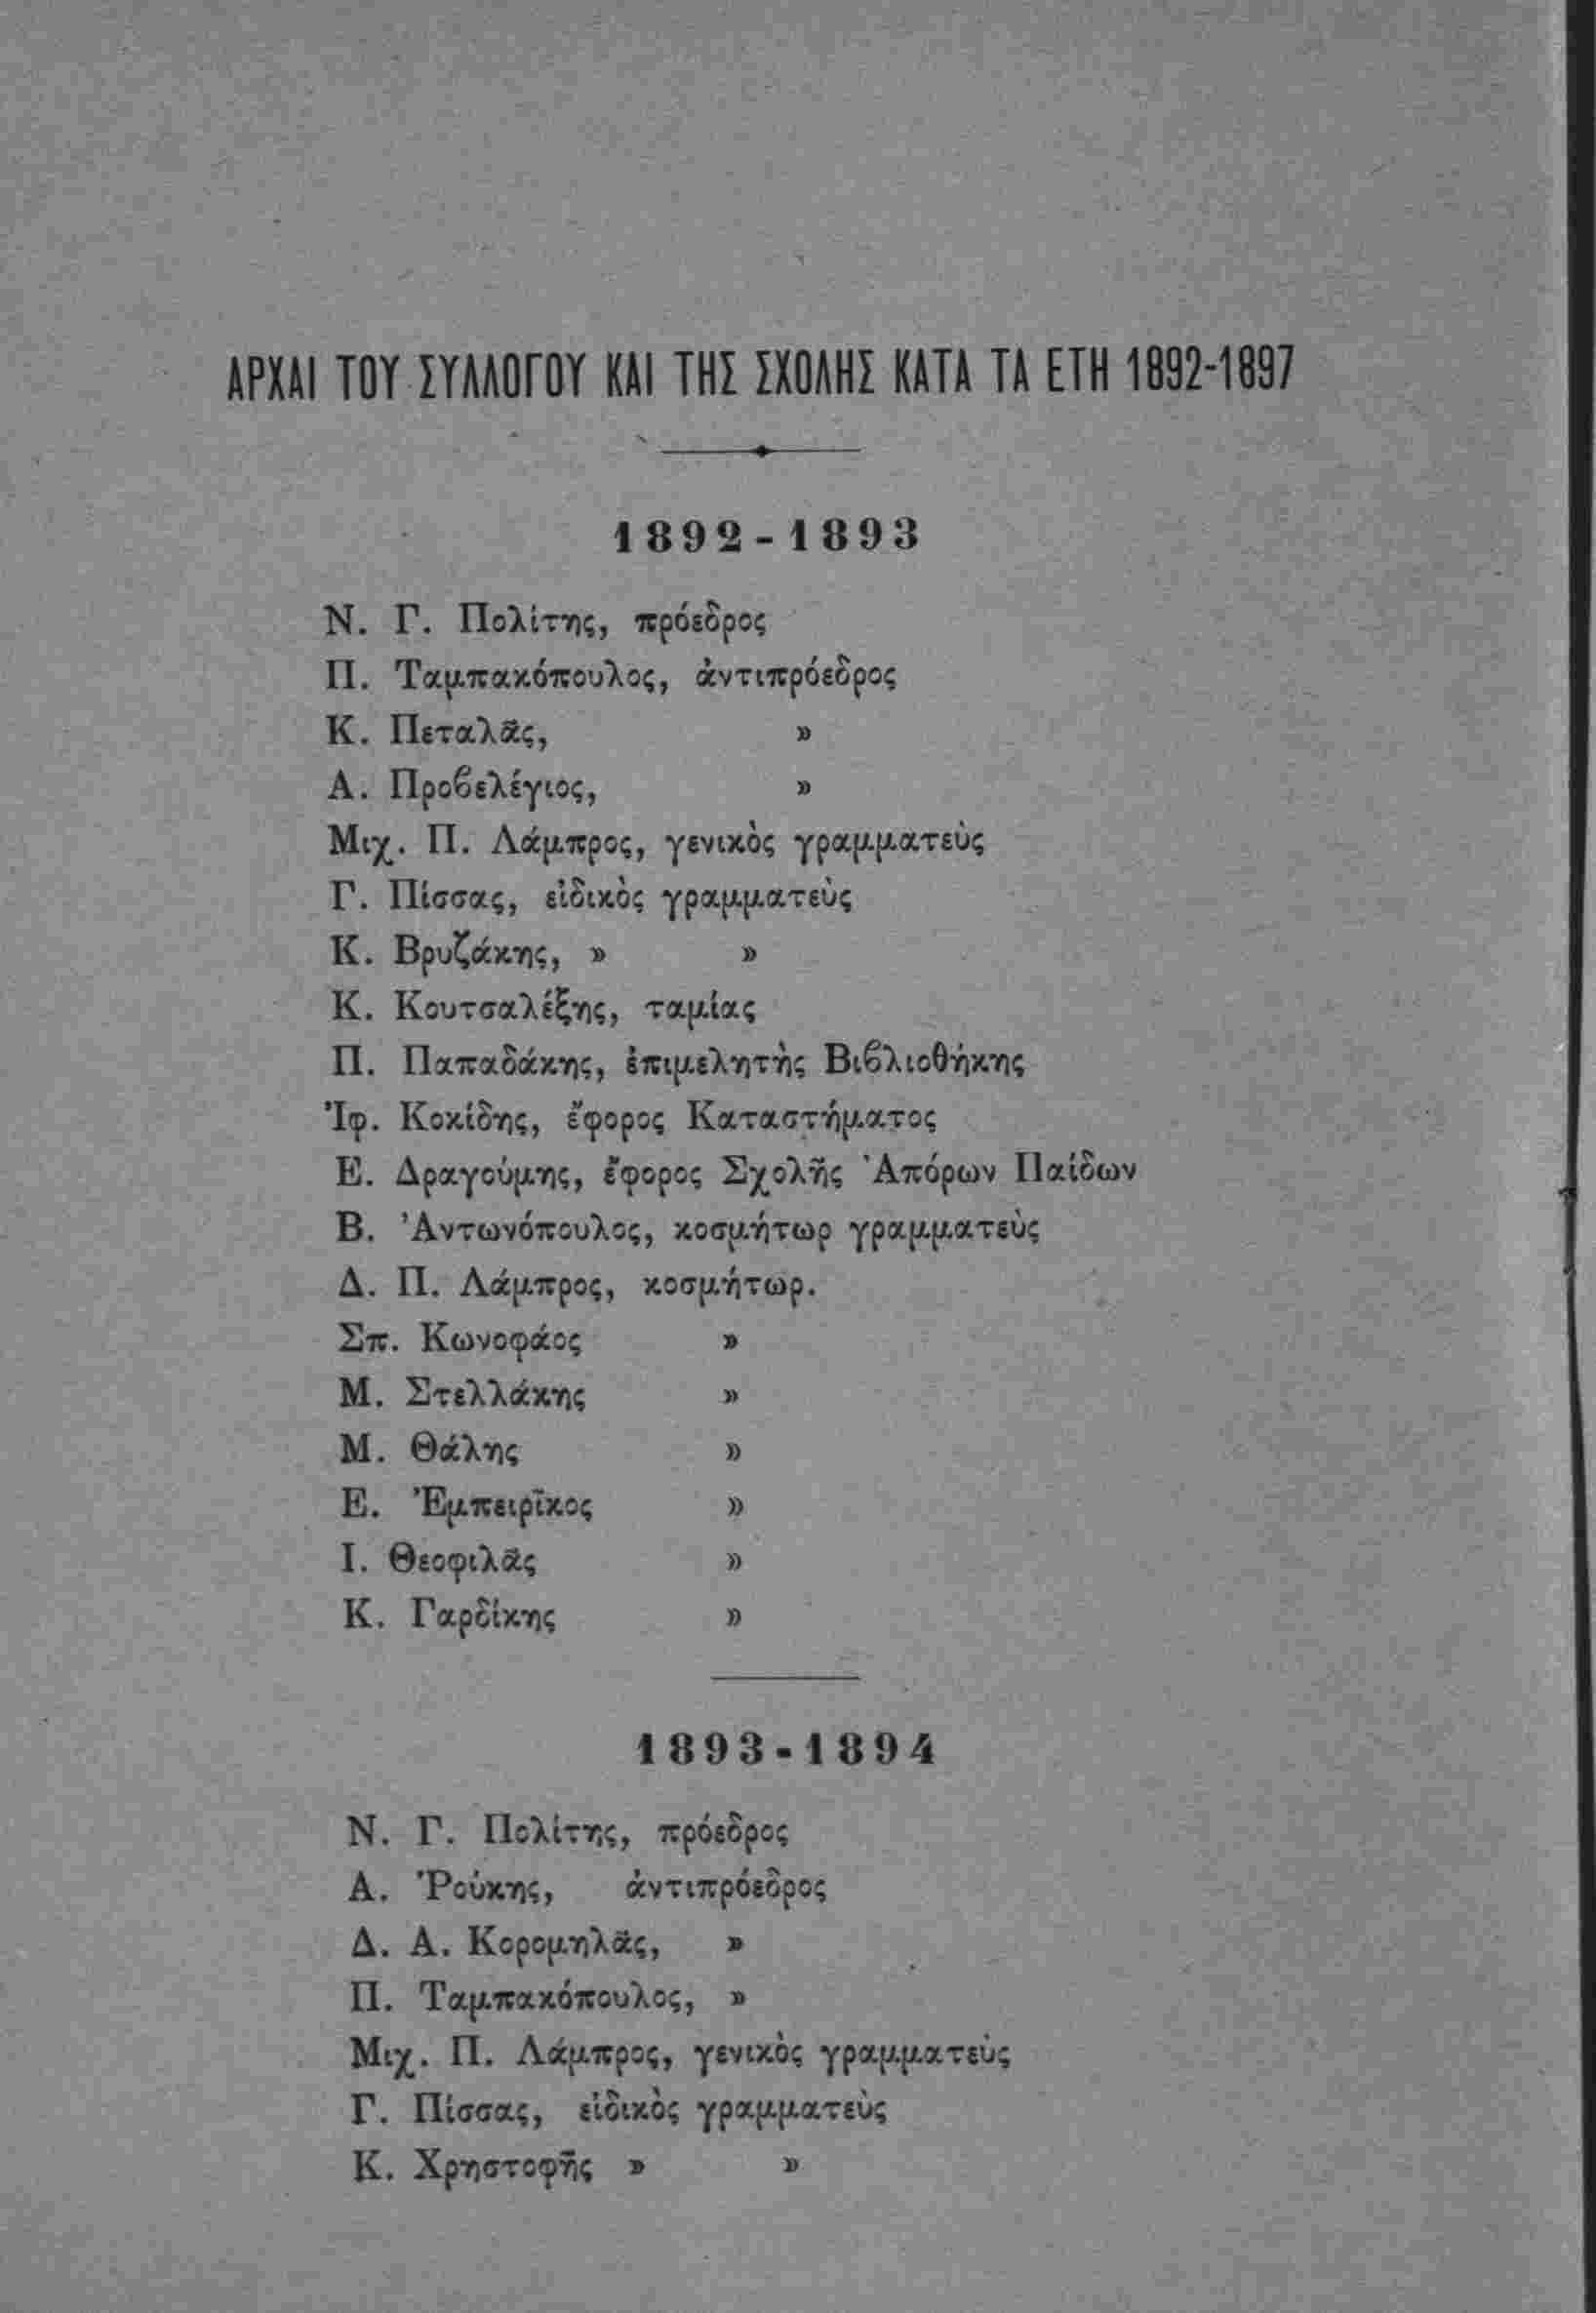 ΑΡΧΑΙ ΤΟΥ ΣΥΛΛΟΓΟΥ ΚΑΙ ΤΗΣ ΣΧΟΛΗΣ ΚΑΤΑ ΤΑ ΕΤΗ 1892-1897
1892-1893
Ν. Γ. Πολίτης, πρόεδρος
Π. Ταμπακόπουλος, ἀντιπρόεδρος
Κ. Πεταλᾶς, »
Α. Προϐελέγιος, »
Μιχ. Π. Λάμπρος, γενικὸς γραμματεὺς
Γ. Πίσσας, εἰδικὸς γραμματεὺς
Κ. Βρυζάκης, » »
Κ. Κουτσαλέξης, ταμίας
Π. Παπαδάκης, ἐπιμελητὴς Βιϐλιοθήκης
Ἰφ. Κοκίδης, ἔφορος Καταστήματος
Ε. Δραγούμης, ἔφορος Σχολῆς Ἀπόρων Παίδων
Β. Ἀντωνόπουλος, κοσμήτωρ γραμματεὺς
Δ. Π. Λάμπρος, κοσμήτωρ.
Σπ. Κωνοφάος »
Μ. Στελλάκης »
Μ. Θάλης »
Ε. Ἐμπειρῖκος »
Ι. Θεοφιλᾶς »
Κ. Γαρδίκης »
1893-1894
Ν. Γ. Πολίτης, πρόεδρος
Α. Ῥούκης, ἀντιπρόεδρος
Δ. Α. Κορομηλᾶς, »
Π. Ταμπακόπουλος, »
Μιχ. Π. Λάμπρος, γενικὸς γραμματεὺς
Γ. Πίσσας, εἰδικὸς γραμματεὺς
Κ. Χρηστοφῆς » »